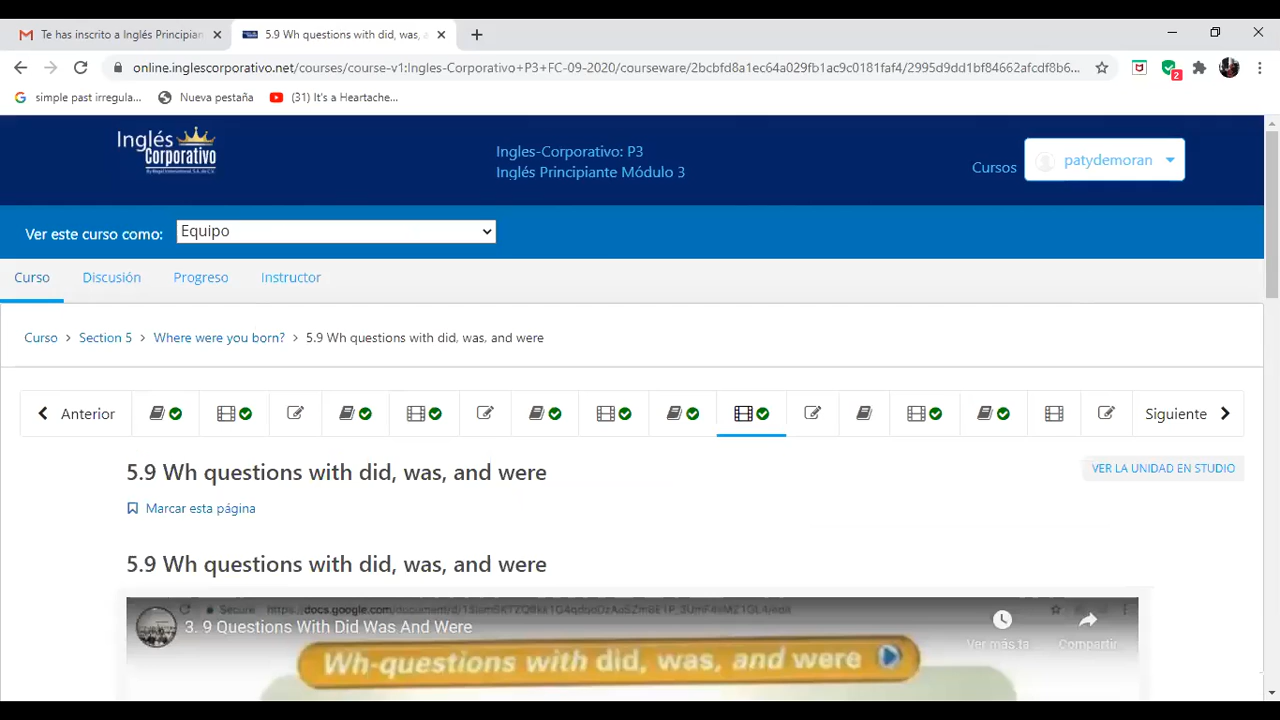 Te has inscrito a Inglés Principian
5.9 Wh questions with did, was,
online.inglescorporativo.net/courses/course-v1:Ingles-Corporativo+P3+FC-09-2020/courseware/2bcbfd8a1ec64a029fb1ac9c0181faf4/2995d9dd1bf84662afcdf8b6...
2
simple past irregula...
Nueva pestaña
(31) It's a Heartache...
Inglés
Corporativo
Ingles-Corporativo: P3
Inglés Principiante Módulo 3
Cursos
patydemoran
Ver este curso como:
Equipo
Curso
Discusión
Progreso
Instructor
Curso > Section 5 > Where were you born? > 5.9 Wh questions with did, was, and were
Anterior
Siguiente
5.9 Wh questions with did, was, and were
VER LA UNIDAD EN STUDIO
Marcar esta página
5.9 Wh questions with did, was, and were
3. 9 Questions With Did Was And Were
Ver más ta
Compartir
Wh-questions with did, was, and were